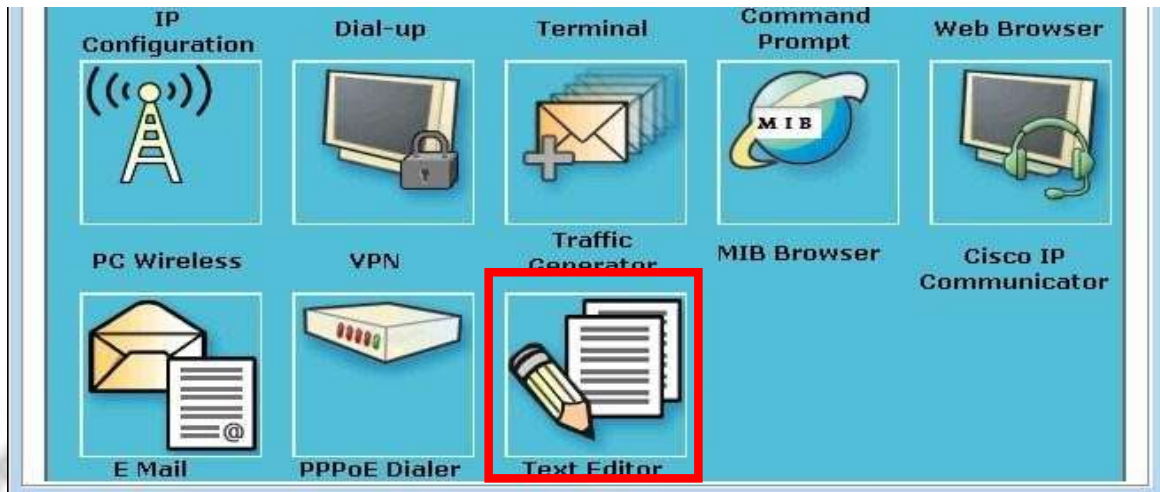 IP
Configuration
Dial-up
Terminal
Command
Prompt
Web Browser
MIB
PC Wireless
VPN
Traffic
Generator
MIB Browser
Cisco IP
Communicator
@
E Mail
PPPoE Dialer
Text Editor